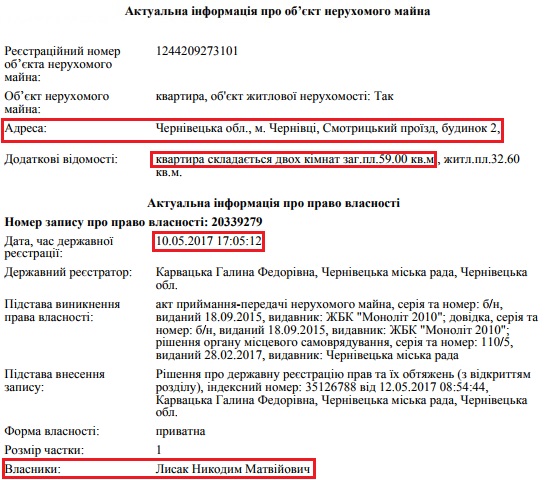 Актуальна інформація про об’єкт нерухомого майна
Реєстраційний номер 1244209273101
об’єкта нерухомого
майна:
Об’єкт нерухомого квартира, об'єкт житлової нерухомості: Так
майна:
Адреса: Чернівецька обл., м. Чернівці, Смотрицький проїзд, будинок 2,
Додаткові відомості: квартира складається двох кімнат заг.пл.59.00 кв.м , житл.пл.32.60
кв.м.
Актуальна інформація про право власності
Номер запису про право власності: 20339279
Дата, час державної 10.05.2017 17:05:12
реєстрації:
Державний реєстратор: Карвацька Галина Федорівна, Чернівецька міська рада, Чернівецька
обл.
Підстава виникнення акт приймання-передачі нерухомого майна, серія та номер: б/н,
права власності: виданий 18.09.2015, видавник: ЖБК "Моноліт 2010"; довідка, серія та
номер: б/н, виданий 18.09.2015, видавник: ЖБК "Моноліт 2010";
рішення органу місцевого самоврядування, серія та номер: 110/5,
виданий 28.02.2017, видавник: Чернівецька міська рада
Підстава внесення Рішення про державну реєстрацію прав та їх обтяжень (з відкриттям
запису: розділу), індексний номер: 35126788 від 12.05.2017 08:54:44,
Карвацька Галина Федорівна, Чернівецька міська рада, Чернівецька
обл.
Форма власності: приватна
Розмір частки: 1
Власники: Лисак Никодим Матвійович